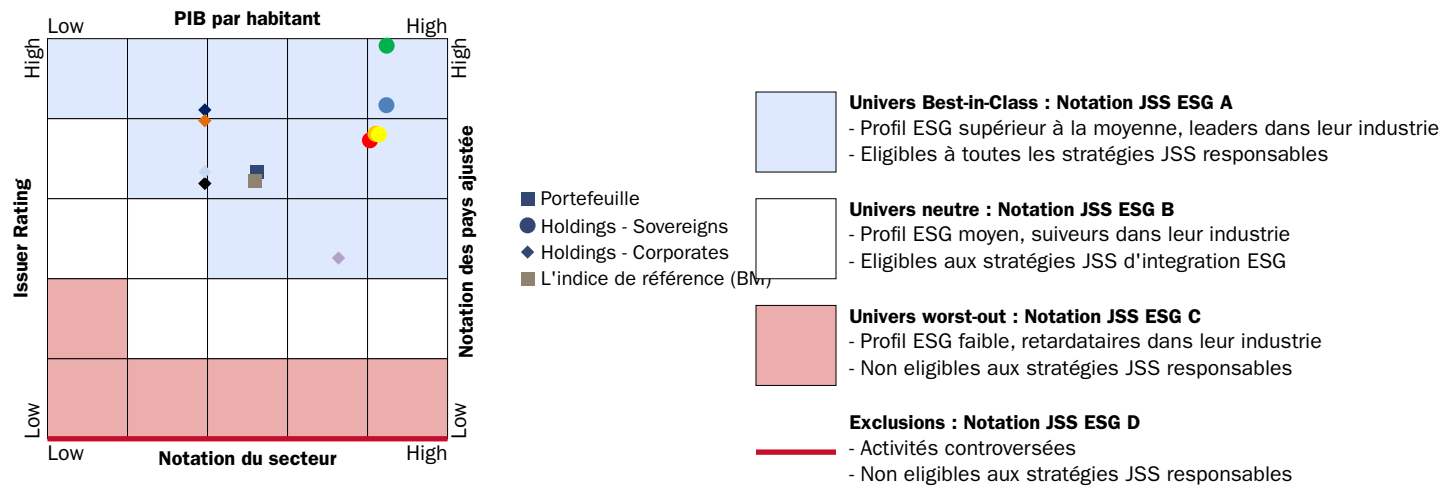 PIB par habitant
Low
High
High
High
Issuer Rating
Notation des pays ajustée
Low
Low
Low
High
Notation du secteur
Portefeuille
Holdings - Sovereigns
Holdings - Corporates
L'indice de référence (BM)
Univers Best-in-Class : Notation JSS ESG A
- Profil ESG supérieur à la moyenne, leaders dans leur industrie
- Eligibles à toutes les stratégies JSS responsables
Univers neutre : Notation JSS ESG B
- Profil ESG moyen, suiveurs dans leur industrie
- Eligibles aux stratégies JSS d'integration ESG
Univers worst-out : Notation JSS ESG C
- Profil ESG faible, retardataires dans leur industrie
- Non eligibles aux stratégies JSS responsables
Exclusions : Notation JSS ESG D
- Activités controversées
- Non eligibles aux stratégies JSS responsables